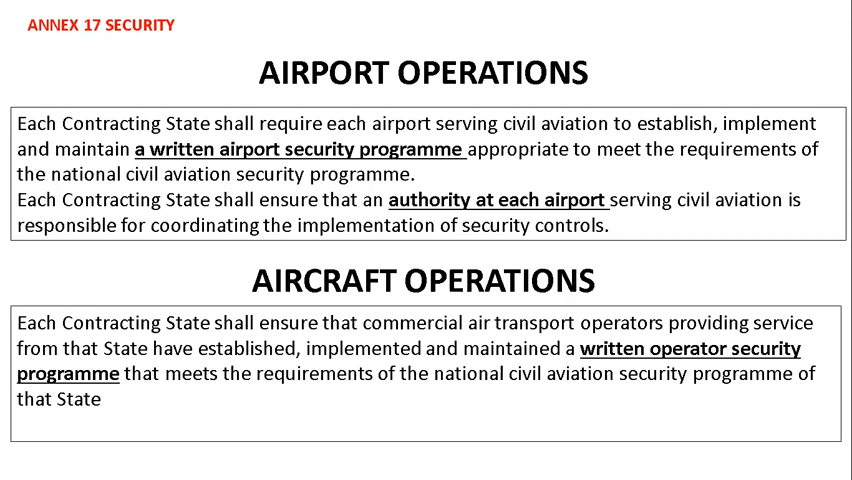 ANNEX 17 SECURITY
AIRPORT OPERATIONS
Each Contracting State shall require each airport serving civil aviation to establish, implement
and maintain a written airport security programme appropriate to meet the requirements of
the national civil aviation security programme.
Each Contracting State shall ensure that an authority at each airport serving civil aviation is
responsible for coordinating the implementation of security controls.
AIRCRAFT OPERATIONS
Each Contracting State shall ensure that commercial air transport operators providing service
from that State have established, implemented and maintained a written operator security
programme that meets the requirements of the national civil aviation security programme of
that State